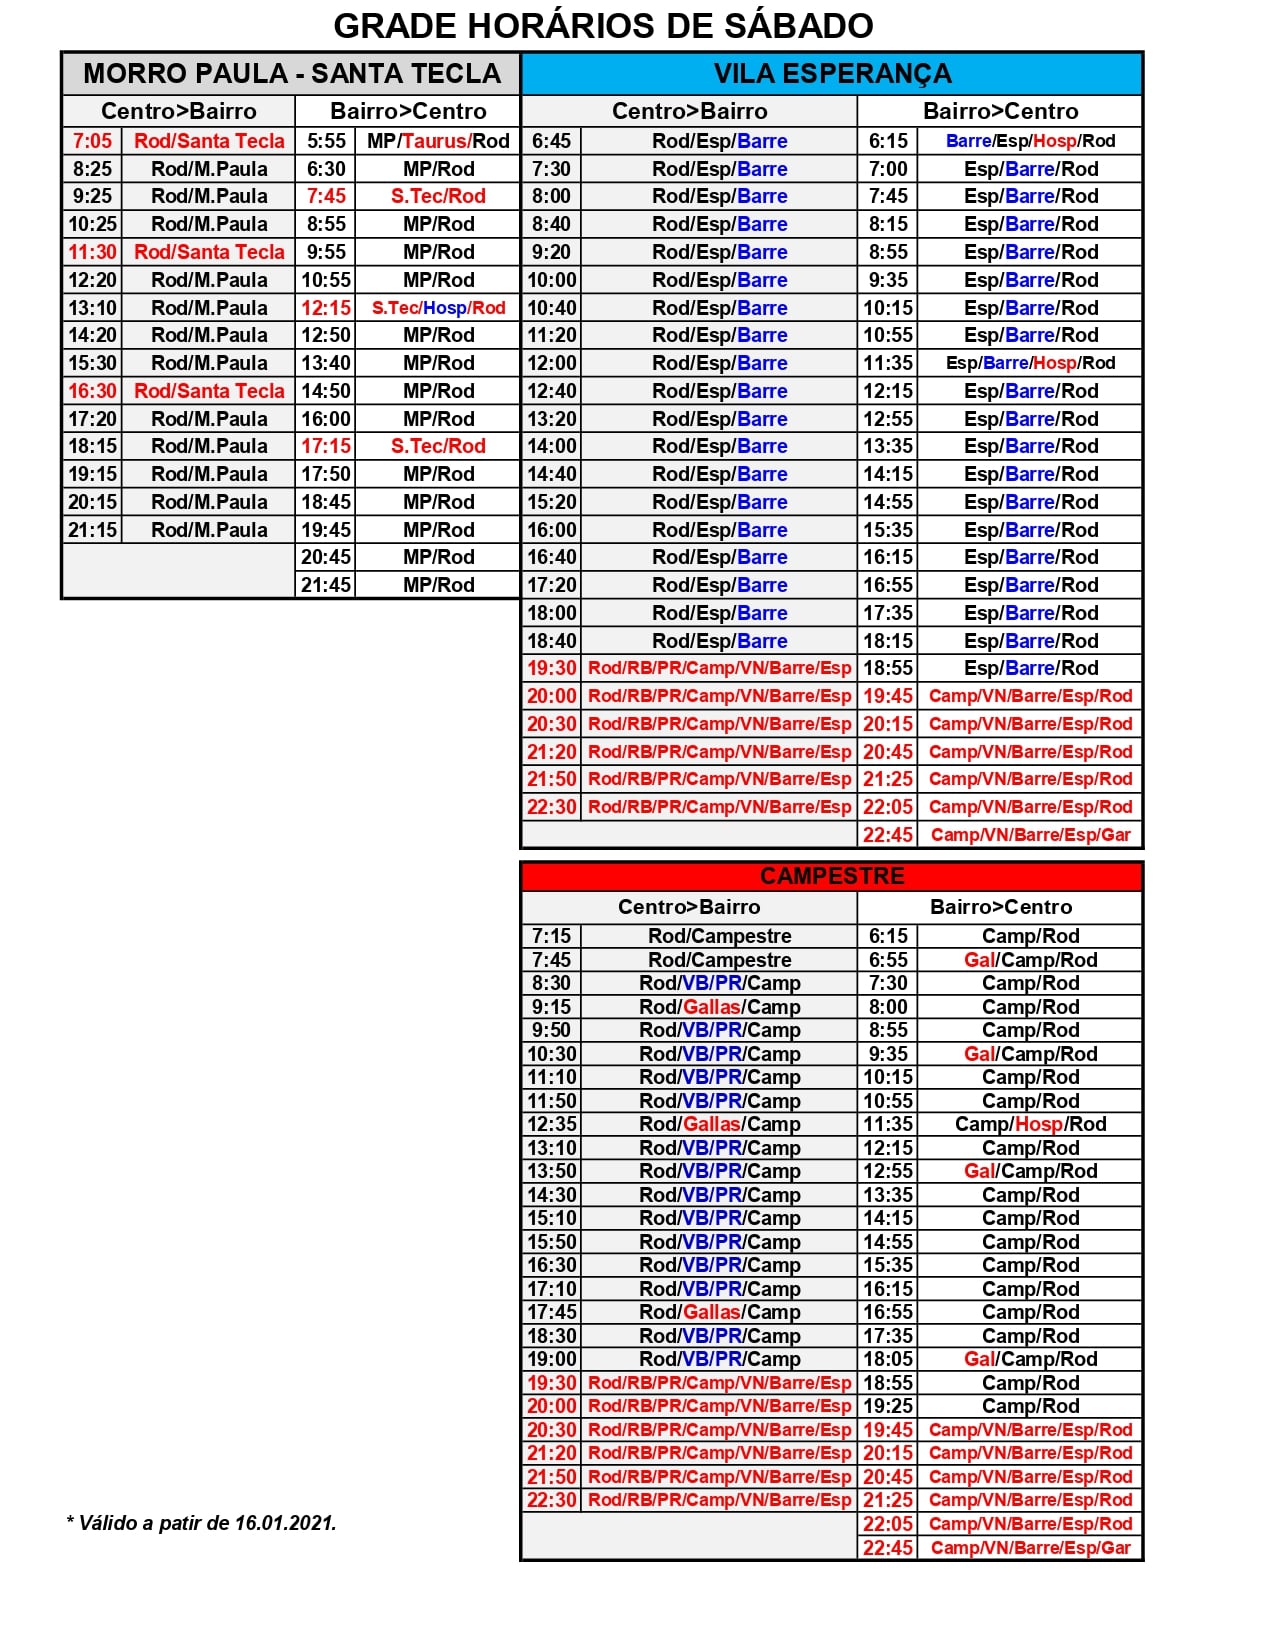 GRADE HORÁRIOS DE SÁBADO
MORRO PAULA - SANTA TECLA
Centro>Bairro Bairro>Centro
7:05 Rod/Santa Tecla 5:55 MP/Taurus/Rod
8:25 Rod/M.Paula 6:30 MP/Rod
9:25 Rod/M.Paula 7:45 S.Tec/Rod
10:25 Rod/M.Paula 8:55 MP/Rod
11:30 Rod/Santa Tecla 9:55 MP/Rod
12:20 Rod/M.Paula 10:55 MP/Rod
13:10 Rod/M.Paula 12:15 S.Tec/Hosp/Rod
14:20 Rod/M.Paula 12:50 MP/Rod
15:30 Rod/M.Paula 13:40 MP/Rod
16:30 Rod/Santa Tecla 14:50 MP/Rod
17:20 Rod/M.Paula 16:00 MP/Rod
18:15 Rod/M.Paula 17:15 S.Tec/Rod
19:15 Rod/M.Paula 17:50 MP/Rod
20:15 Rod/M.Paula 18:45 MP/Rod
21:15 Rod/M.Paula 19:45 MP/Rod
20:45 MP/Rod
21:45 MP/Rod
VILA ESPERANÇA
Centro>Bairro Bairro>Centro
6:45 Rod/Esp/Barre 6:15 Barre/Esp/Hosp/Rod
7:30 Rod/Esp/Barre 7:00 Esp/Barre/Rod
8:00 Rod/Esp/Barre 7:45 Esp/Barre/Rod
8:40 Rod/Esp/Barre 8:15 Esp/Barre/Rod
9:20 Rod/Esp/Barre 8:55 Esp/Barre/Rod
10:00 Rod/Esp/Barre 9:35 Esp/Barre/Rod
10:40 Rod/Esp/Barre 10:15 Esp/Barre/Rod
11:20 Rod/Esp/Barre 10:55 Esp/Barre/Rod
12:00 Rod/Esp/Barre 11:35 Esp/Barre/Hosp/Rod
12:40 Rod/Esp/Barre 12:15 Esp/Barre/Rod
13:20 Rod/Esp/Barre 12:55 Esp/Barre/Rod
14:00 Rod/Esp/Barre 13:35 Esp/Barre/Rod
14:40 Rod/Esp/Barre 14:15 Esp/Barre/Rod
15:20 Rod/Esp/Barre 14:55 Esp/Barre/Rod
16:00 Rod/Esp/Barre 15:35 Esp/Barre/Rod
16:40 Rod/Esp/Barre 16:15 Esp/Barre/Rod
17:20 Rod/Esp/Barre 16:55 Esp/Barre/Rod
18:00 Rod/Esp/Barre 17:35 Esp/Barre/Rod
18:40 Rod/Esp/Barre 18:15 Esp/Barre/Rod
19:30 Rod/RB/PR/Camp/VN/Barre/Esp 18:55 Esp/Barre/Rod
20:00 Rod/RB/PR/Camp/VN/Barre/Esp 19:45 Camp/VN/Barre/Esp/Rod
20:30 Rod/RB/PR/Camp/VN/Barre/Esp 20:15 Camp/VN/Barre/Esp/Rod
21:20 Rod/RB/PR/Camp/VN/Barre/Esp 20:45 Camp/VN/Barre/Esp/Rod
21:50 Rod/RB/PR/Camp/VN/Barre/Esp 21:25 Camp/VN/Barre/Esp/Rod
22:30 Rod/RB/PR/Camp/VN/Barre/Esp 22:05 Camp/VN/Barre/Esp/Rod
22:45 Camp/VN/Barre/Esp/Gar
CAMPESTRE
Centro>Bairro Bairro>Centro
7:15 Rod/Campestre 6:15 Camp/Rod
7:45 Rod/Campestre 6:55 Gal/Camp/Rod
8:30 Rod/VB/PR/Camp 7:30 Camp/Rod
9:15 Rod/Gallas/Camp 8:00 Camp/Rod
9:50 Rod/VB/PR/Camp 8:55 Camp/Rod
10:30 Rod/VB/PR/Camp 9:35 Gal/Camp/Rod
11:10 Rod/VB/PR/Camp 10:15 Camp/Rod
11:50 Rod/VB/PR/Camp 10:55 Camp/Rod
12:35 Rod/Gallas/Camp 11:35 Camp/Hosp/Rod
13:10 Rod/VB/PR/Camp 12:15 Camp/Rod
13:50 Rod/VB/PR/Camp 12:55 Gal/Camp/Rod
14:30 Rod/VB/PR/Camp 13:35 Camp/Rod
15:10 Rod/VB/PR/Camp 14:15 Camp/Rod
15:50 Rod/VB/PR/Camp 14:55 Camp/Rod
16:30 Rod/VB/PR/Camp 15:35 Camp/Rod
17:10 Rod/VB/PR/Camp 16:15 Camp/Rod
17:45 Rod/Gallas/Camp 16:55 Camp/Rod
18:30 Rod/VB/PR/Camp 17:35 Camp/Rod
19:00 Rod/VB/PR/Camp 18:05 Gal/Camp/Rod
19:30 Rod/RB/PR/Camp/VN/Barre/Esp 18:55 Camp/Rod
20:00 Rod/RB/PR/Camp/VN/Barre/Esp 19:25 Camp/Rod
20:30 Rod/RB/PR/Camp/VN/Barre/Esp 19:45 Camp/VN/Barre/Esp/Rod
21:20 Rod/RB/PR/Camp/VN/Barre/Esp 20:15 Camp/VN/Barre/Esp/Rod
21:50 Rod/RB/PR/Camp/VN/Barre/Esp 20:45 Camp/VN/Barre/Esp/Rod
22:30 Rod/RB/PR/Camp/VN/Barre/Esp 21:25 Camp/VN/Barre/Esp/Rod
22:05 Camp/VN/Barre/Esp/Rod
22:45 Camp/VN/Barre/Esp/Gar
* Válido a patir de 16.01.2021.